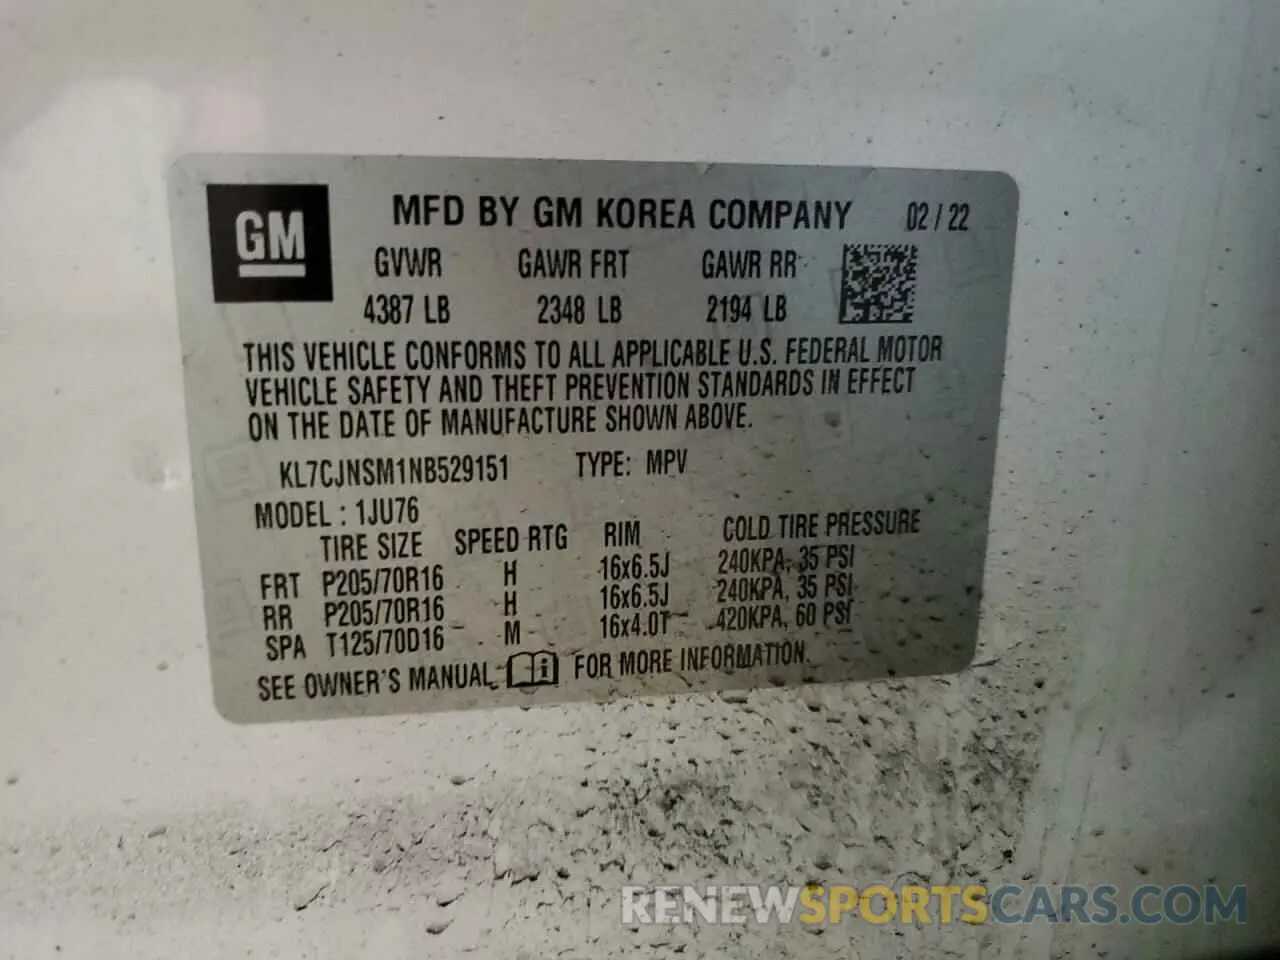 GM
MFD BY GM KOREA COMPANY 02 / 22
GVWR GAWR FRT GAWR RR
4387 LB 2348 LB 2194 LB
THIS VEHICLE CONFORMS TO ALL APPLICABLE U.S. FEDERAL MOTOR
VEHICLE SAFETY AND THEFT PREVENTION STANDARDS IN EFFECT
ON THE DATE OF MANUFACTURE SHOWN ABOVE.
KL7CJNSM1NB529151 TYPE: MPV
MODEL : 1JU76
TIRE SIZE SPEED RTG RIM COLD TIRE PRESSURE
FRT P205/70R16 H 16x6.5J 240KPA, 35 PSI
RR P205/70R16 H 16x6.5J 240KPA, 35 PSI
SPA T125/70D16 M 16x4.0T 420KPA, 60 PSI
SEE OWNER'S MANUAL FOR MORE INFORMATION.
RENEWSPORTSCARS.COM